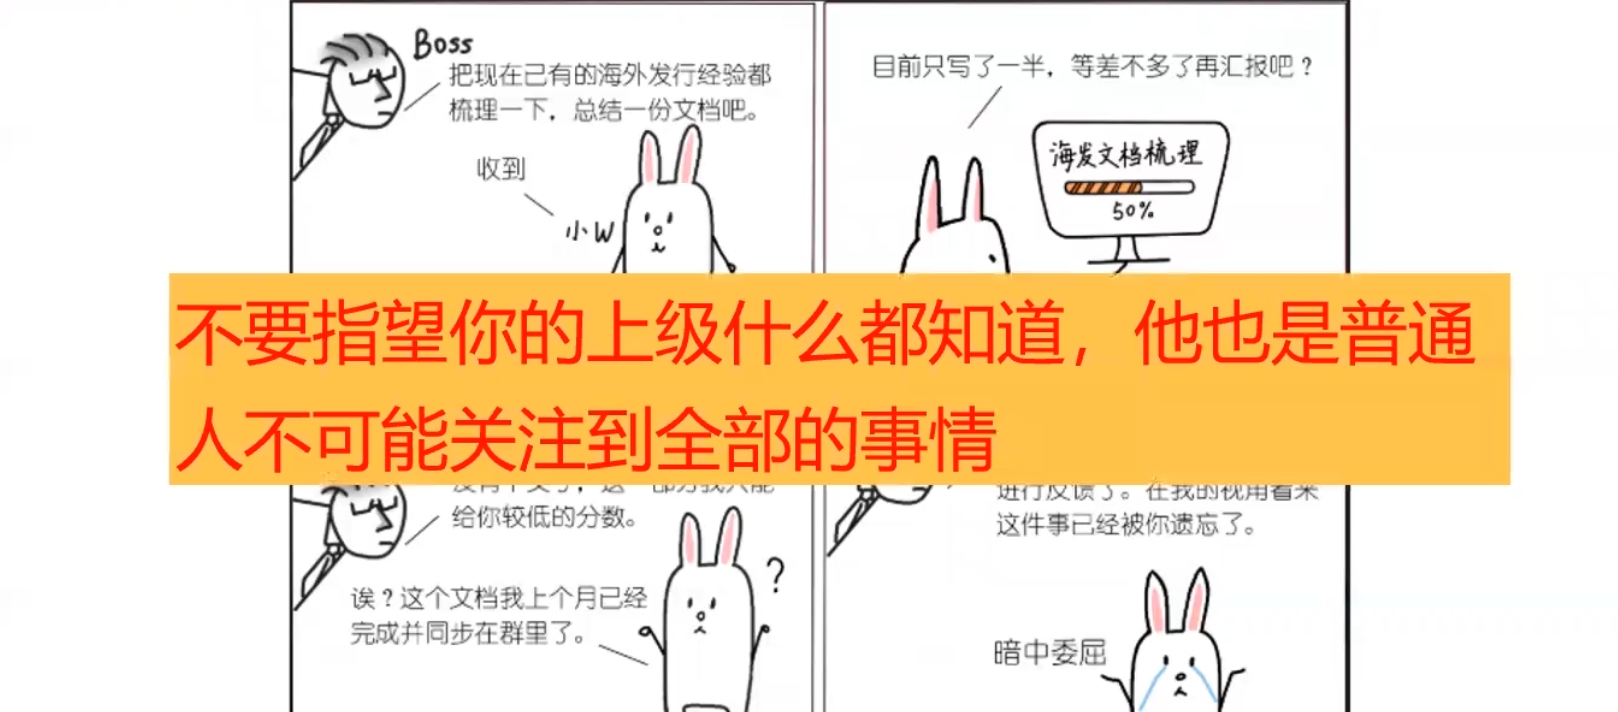 Boss
把现在已有的海外发行经验都
梳理一下，总结一份文档吧。
收到
小W
目前只写了一半，等差不多了再汇报吧？
海发文档梳理
50%
不要指望你的上级什么都知道，他也是普通
人不可能关注到全部的事情
给你较低的分数。
诶？这个文档我上个月已经
完成并同步在群里了。
?
进行反馈了。在我的视角看来
这件事已经被你遗忘了。
暗中委屈